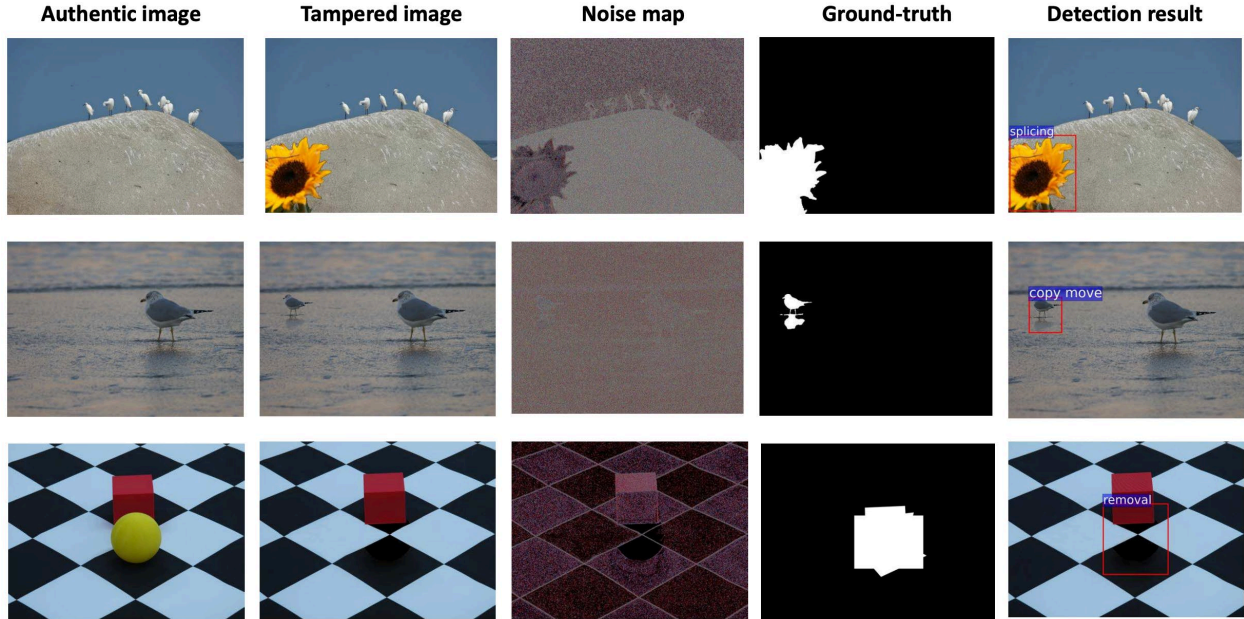 Authentic image
Tampered image
Noise map
Ground-truth
Detection result
splicing
copy move
removal